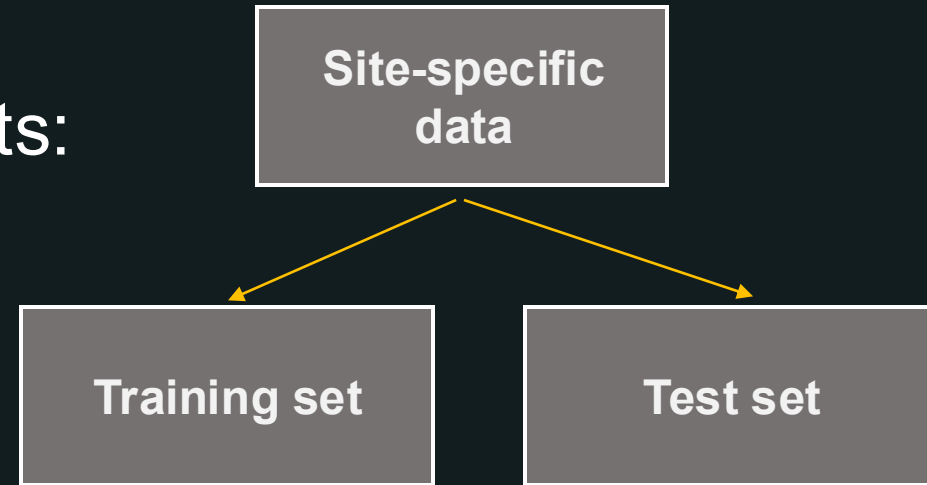 Site-specific
data
ts:
Training set
Test set